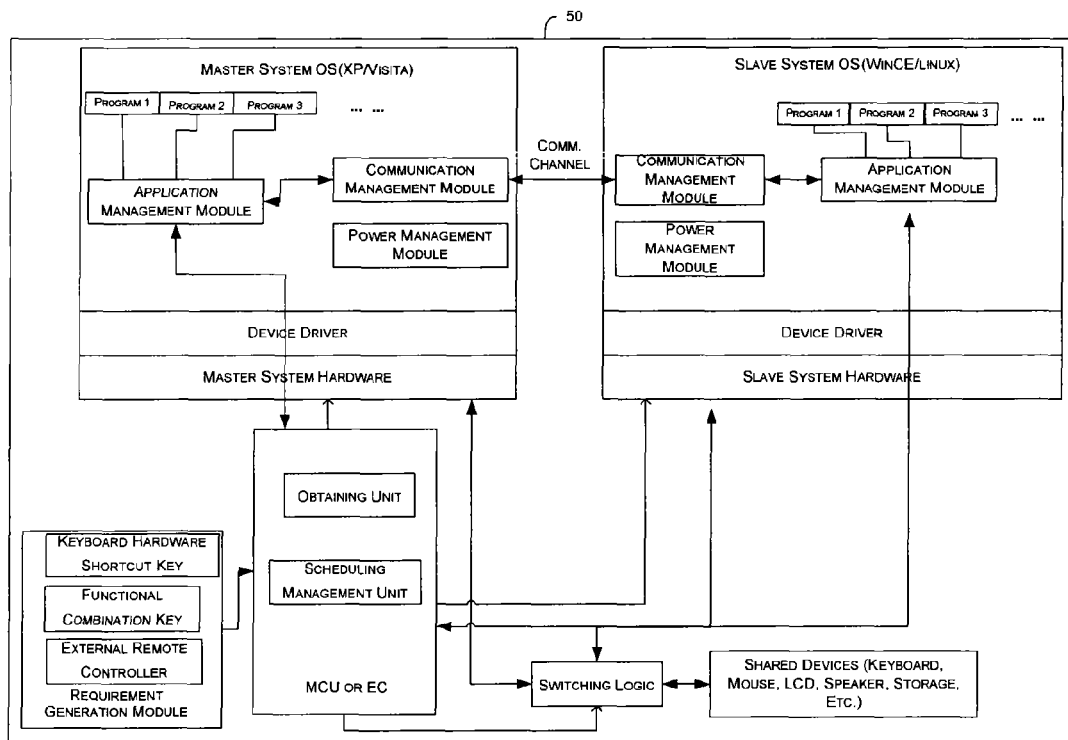 50
MASTER SYSTEM OS(XP/VISITA)
PROGRAM 1 PROGRAM 2 PROGRAM 3 ... ...
APPLICATION
MANAGEMENT MODULE
COMMUNICATION
MANAGEMENT MODULE
POWER MANAGEMENT
MODULE
DEVICE DRIVER
MASTER SYSTEM HARDWARE
COMM.
CHANNEL
SLAVE SYSTEM OS(WINCE/LINUX)
PROGRAM 1 PROGRAM 2 PROGRAM 3 ... ...
COMMUNICATION
MANAGEMENT
MODULE
APPLICATION
MANAGEMENT MODULE
POWER
MANAGEMENT
MODULE
DEVICE DRIVER
SLAVE SYSTEM HARDWARE
OBTAINING UNIT
SCHEDULING
MANAGEMENT UNIT
MCU OR EC
KEYBOARD HARDWARE
SHORTCUT KEY
FUNCTIONAL
COMBINATION KEY
EXTERNAL REMOTE
CONTROLLER
REQUIREMENT
GENERATION MODULE
SWITCHING LOGIC
SHARED DEVICES (KEYBOARD,
MOUSE, LCD, SPEAKER, STORAGE,
ETC.)